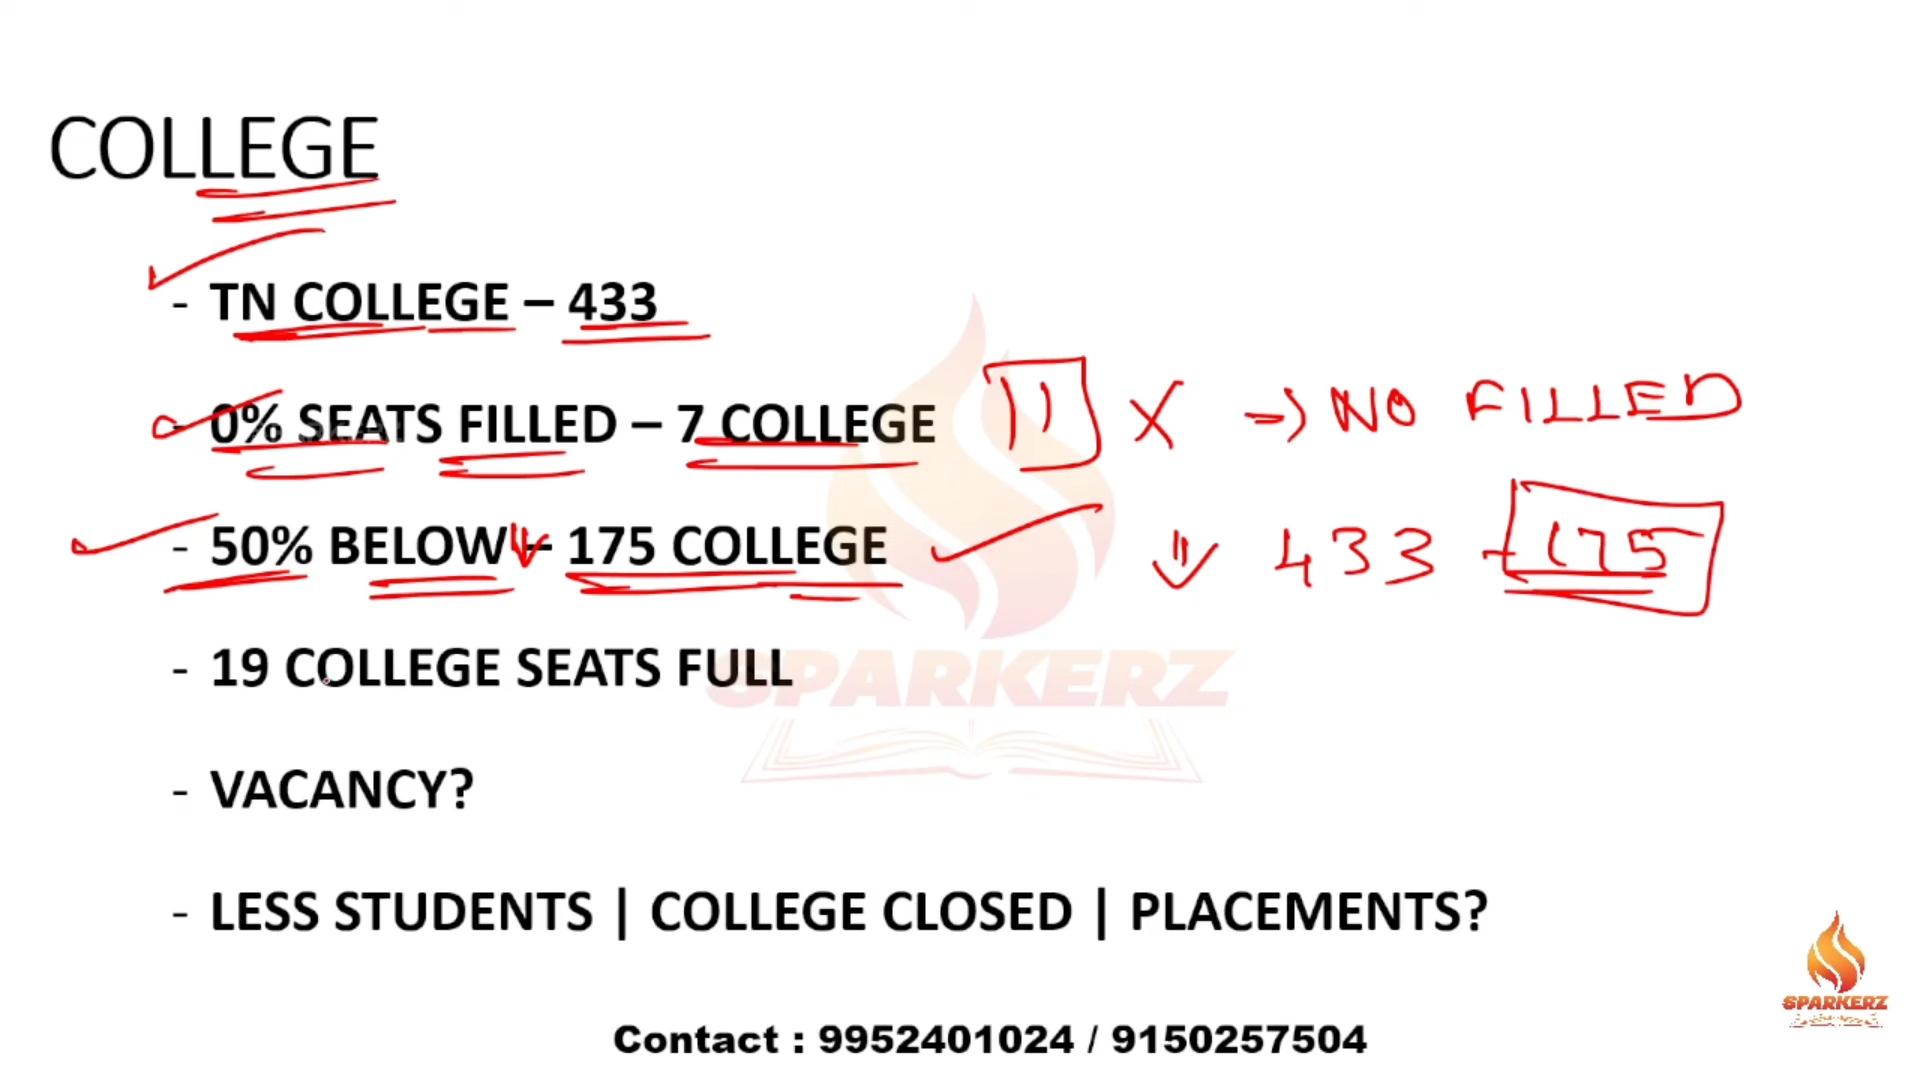 COLLEGE
- TN COLLEGE – 433
- 0% SEATS FILLED – 7 COLLEGE 11 X → NO FILLED
- 50% BELOW – 175 COLLEGE 433 - 175
- 19 COLLEGE SEATS FULL
SPARKERZ
- VACANCY?
- LESS STUDENTS | COLLEGE CLOSED | PLACEMENTS?
SPARKERZ
Contact : 9952401024 / 9150257504